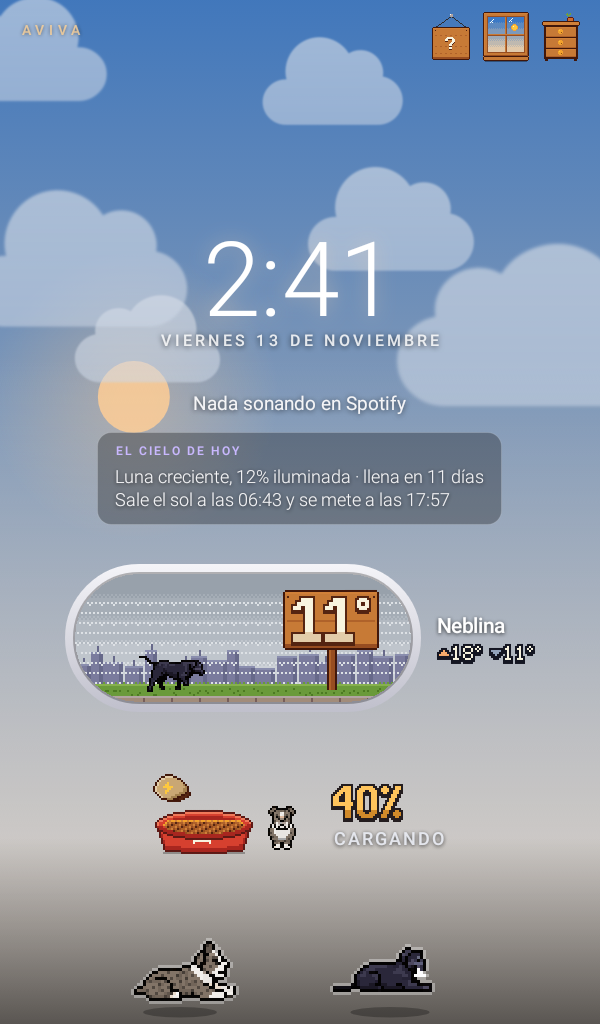 AVIVA
?
2:41
VIERNES 13 DE NOVIEMBRE
Nada sonando en Spotify
EL CIELO DE HOY
Luna creciente, 12% iluminada · llena en 11 días
Sale el sol a las 06:43 y se mete a las 17:57
11°
Neblina
18° 11°
40%
CARGANDO